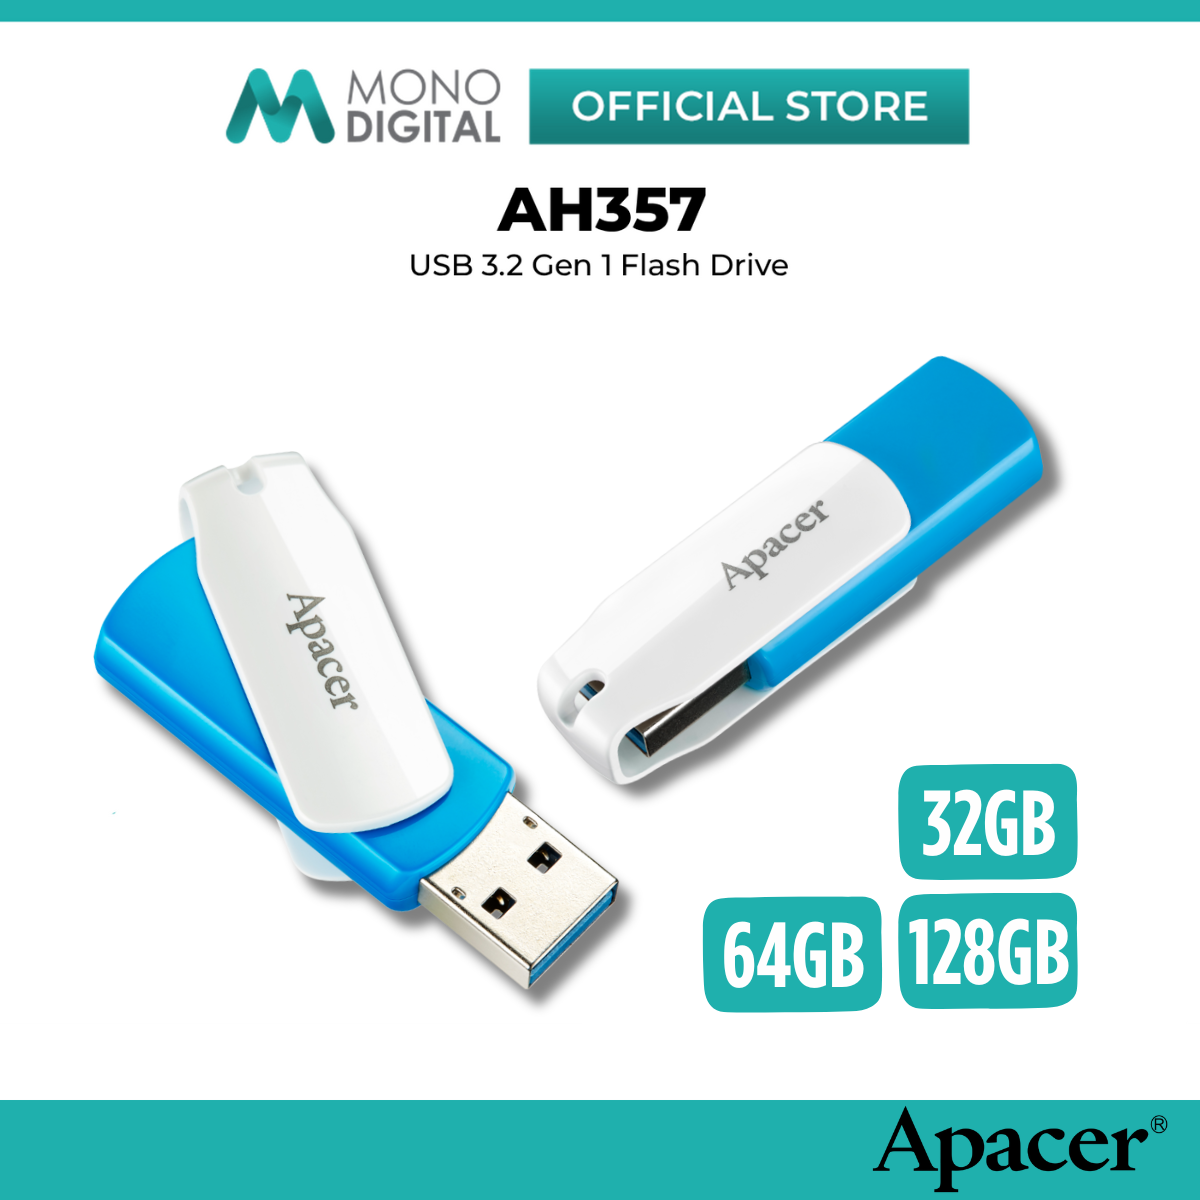 MONO
DIGITAL
OFFICIAL STORE
AH357
USB 3.2 Gen 1 Flash Drive
Apacer
Apacer
32GB
64GB
128GB
Apacer®